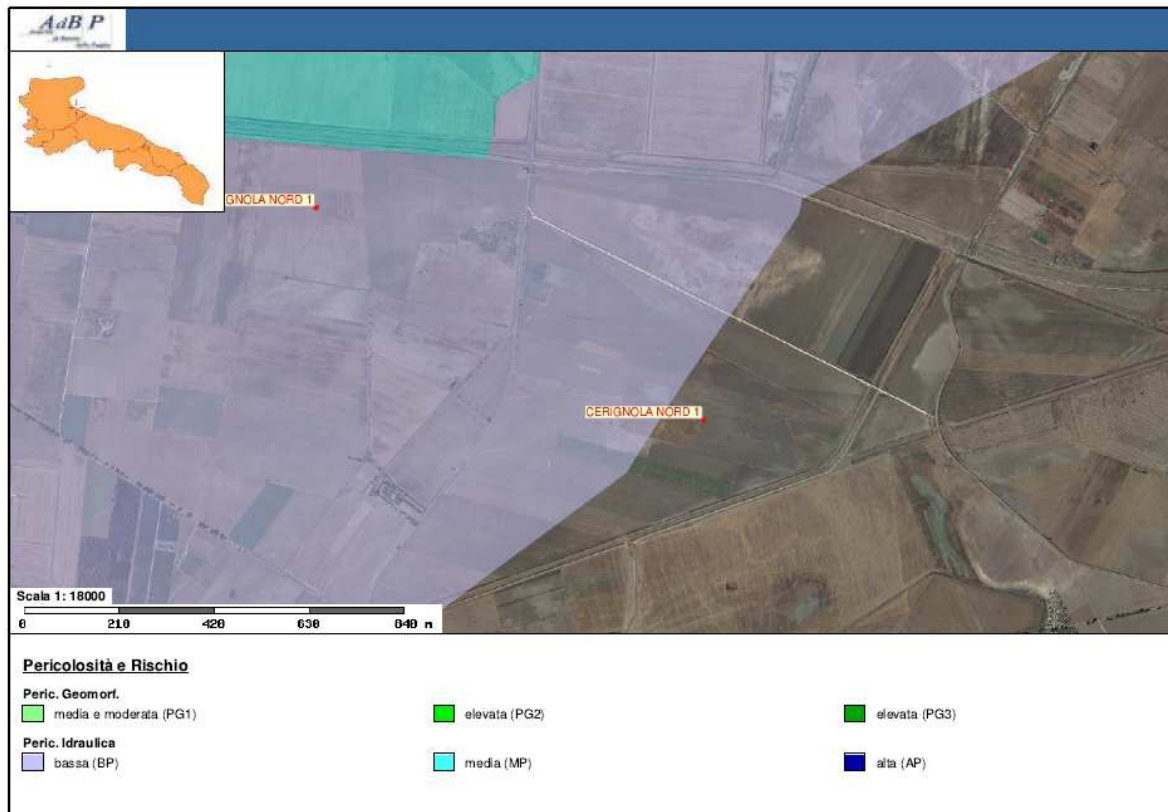 AdB P
GNOLA NORD 1
CERIGNOLA NORD 1
Scala 1: 18000
0 210 420 630 840 m
Pericolosità e Rischio
Peric. Geomorf.
media e moderata (PG1)
elevata (PG2)
elevata (PG3)
Peric. Idraulica
bassa (BP)
media (MP)
alta (AP)